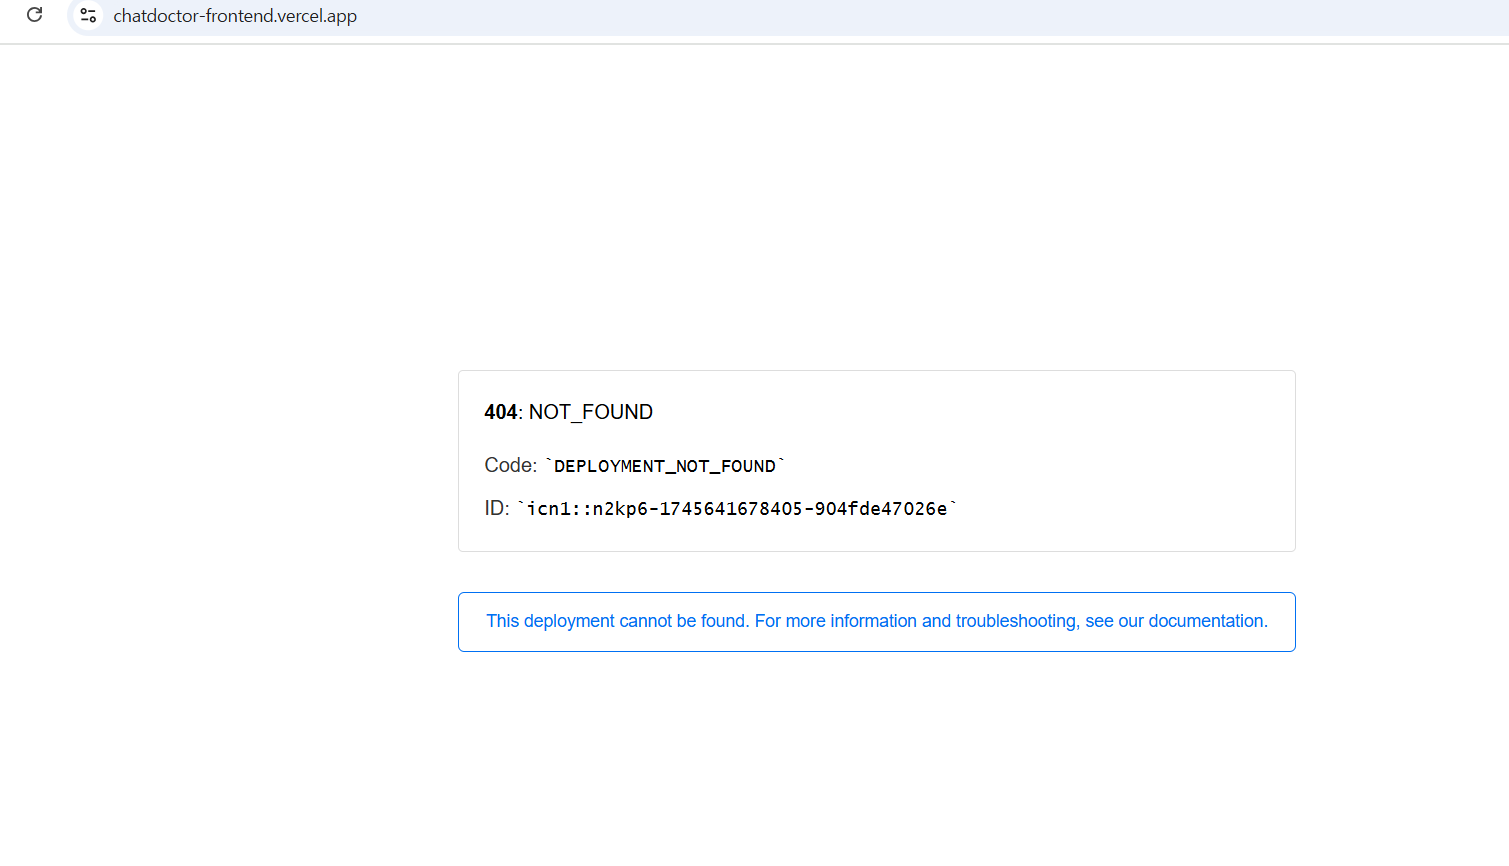 chatdoctor-frontend.vercel.app
404: NOT_FOUND
Code: `DEPLOYMENT_NOT_FOUND`
ID: `icn1::n2kp6-1745641678405-904fde47026e`
This deployment cannot be found. For more information and troubleshooting, see our documentation.